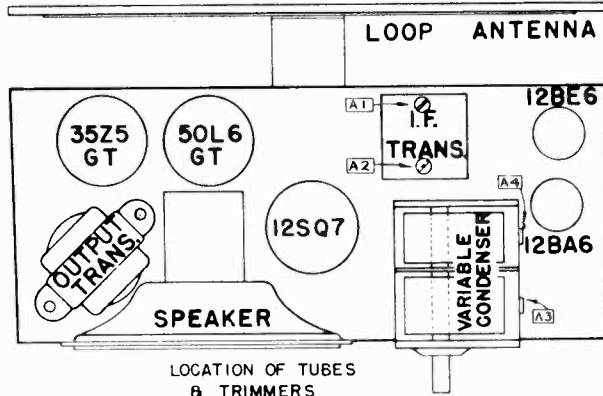 LOOP ANTENNA
35Z5
GT
50L6
GT
A1
I.F.
TRANS.
A2
12BE6
A4
12BA6
12SQ7
OUTPUT
TRANS.
VARIABLE
CONDENSER
A3
SPEAKER
LOCATION OF TUBES
& TRIMMERS